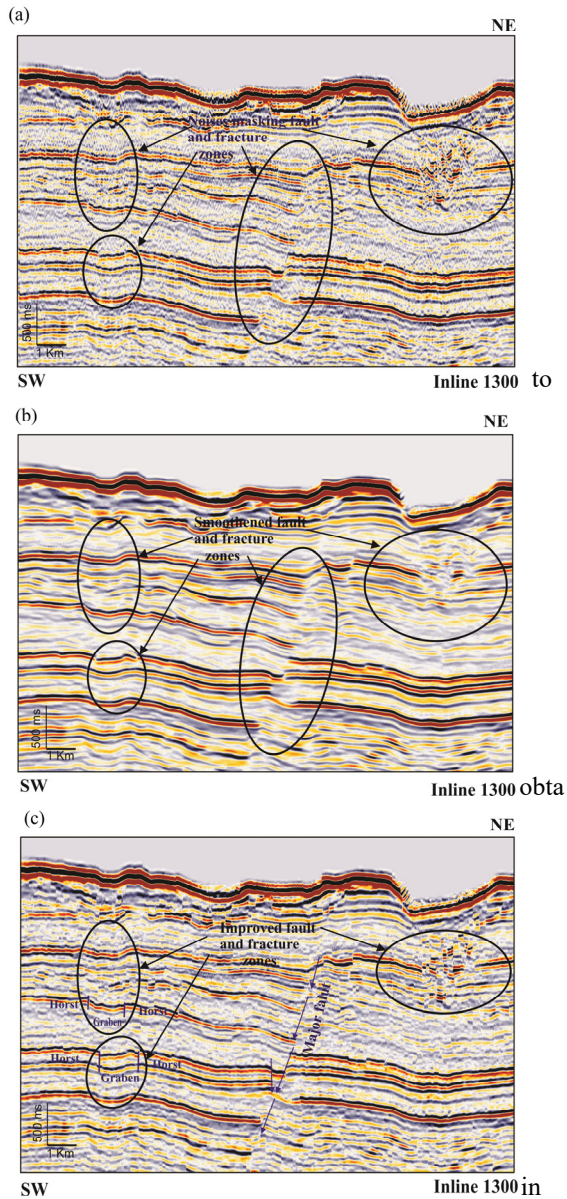 (a)
NE
Noises masking fault
and fracture
zones
500 ms
1 Km
SW
Inline 1300 to
(b)
NE
Smoothened fault
and fracture
zones
500 ms
1 Km
SW
Inline 1300 obta
(c)
NE
Improved fault
and fracture
zones
Major fault
Horst
Graben
Horst
Horst
Graben
Horst
500 ms
1 Km
SW
Inline 1300 in